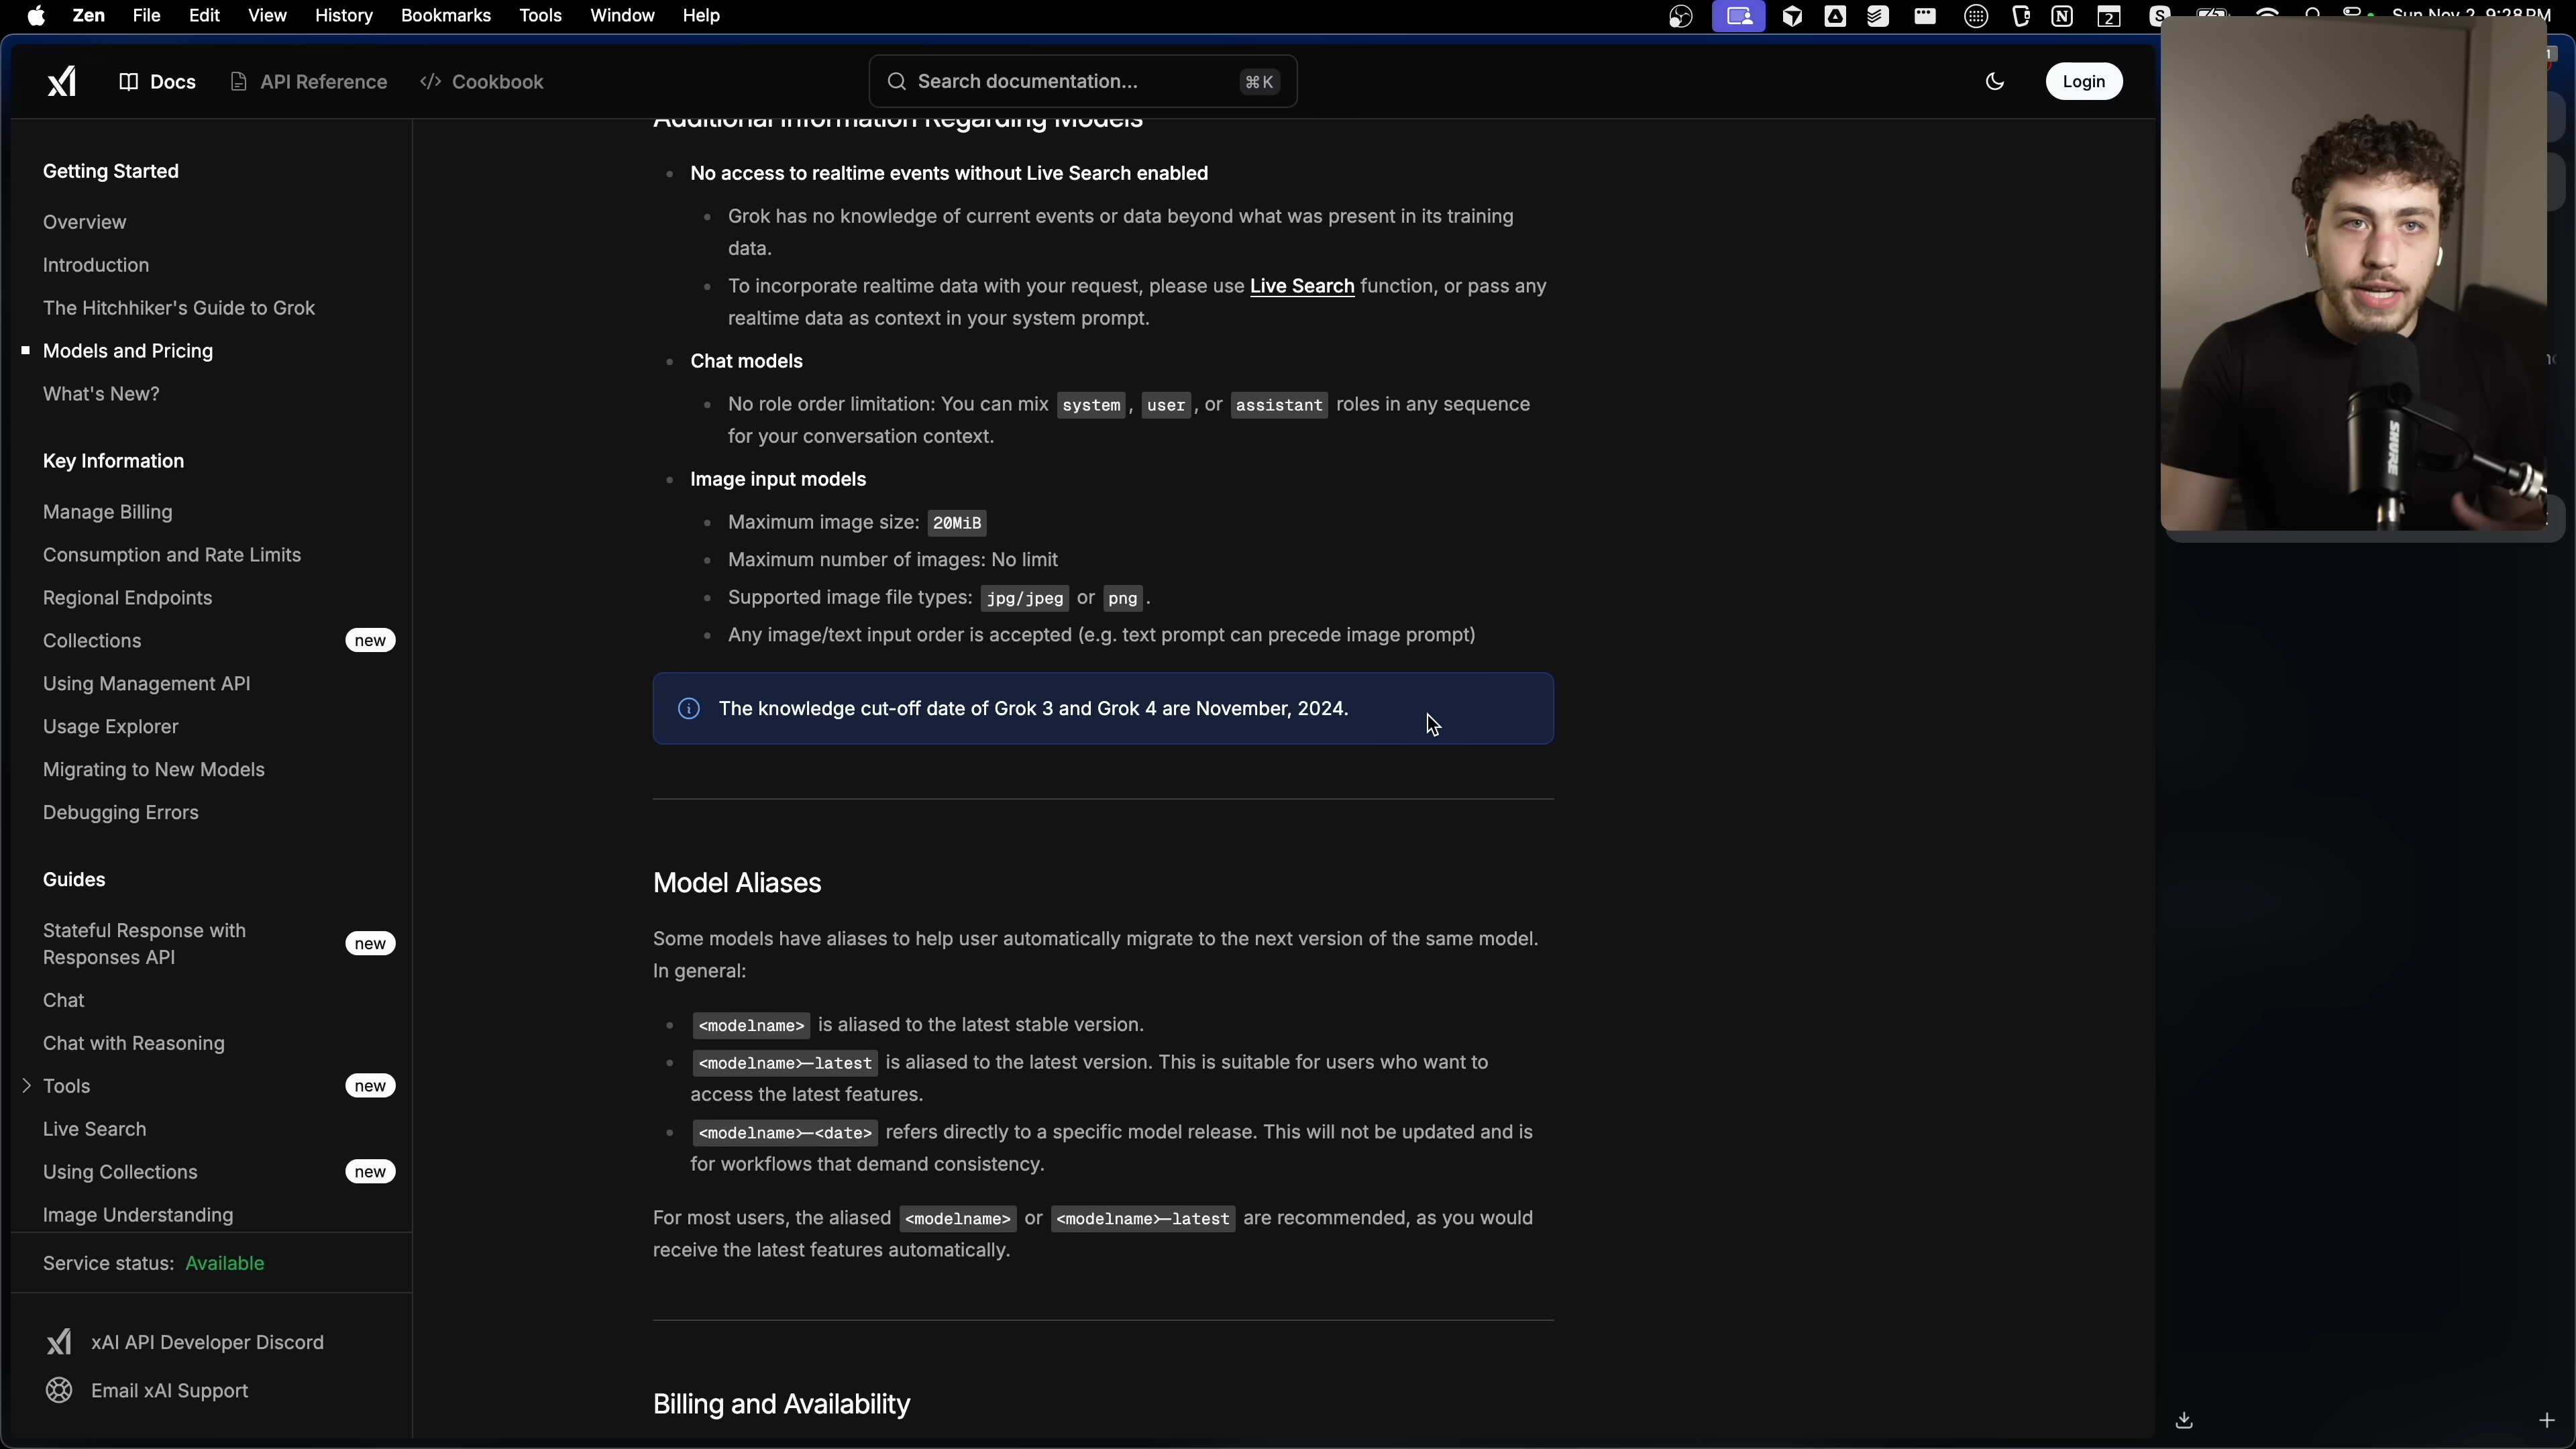 Zen File Edit View History Bookmarks Tools Window Help
2
Docs API Reference Cookbook
Search documentation... ⌘K
Login
Getting Started
Overview
Introduction
The Hitchhiker's Guide to Grok
Models and Pricing
What's New?
Key Information
Manage Billing
Consumption and Rate Limits
Regional Endpoints
Collections new
Using Management API
Usage Explorer
Migrating to New Models
Debugging Errors
Guides
Stateful Response with
Responses API new
Chat
Chat with Reasoning
Tools new
Live Search
Using Collections new
Image Understanding
Service status: Available
xAI API Developer Discord
Email xAI Support
Additional Information Regarding Models
No access to realtime events without Live Search enabled
Grok has no knowledge of current events or data beyond what was present in its training
data.
To incorporate realtime data with your request, please use Live Search function, or pass any
realtime data as context in your system prompt.
Chat models
No role order limitation: You can mix system, user, or assistant roles in any sequence
for your conversation context.
Image input models
Maximum image size: 20MiB
Maximum number of images: No limit
Supported image file types: jpg/jpeg or png.
Any image/text input order is accepted (e.g. text prompt can precede image prompt)
The knowledge cut-off date of Grok 3 and Grok 4 are November, 2024.
Model Aliases
Some models have aliases to help user automatically migrate to the next version of the same model.
In general:
<modelname> is aliased to the latest stable version.
<modelname>-latest is aliased to the latest version. This is suitable for users who want to
access the latest features.
<modelname>-<date> refers directly to a specific model release. This will not be updated and is
for workflows that demand consistency.
For most users, the aliased <modelname> or <modelname>-latest are recommended, as you would
receive the latest features automatically.
Billing and Availability
SHURE